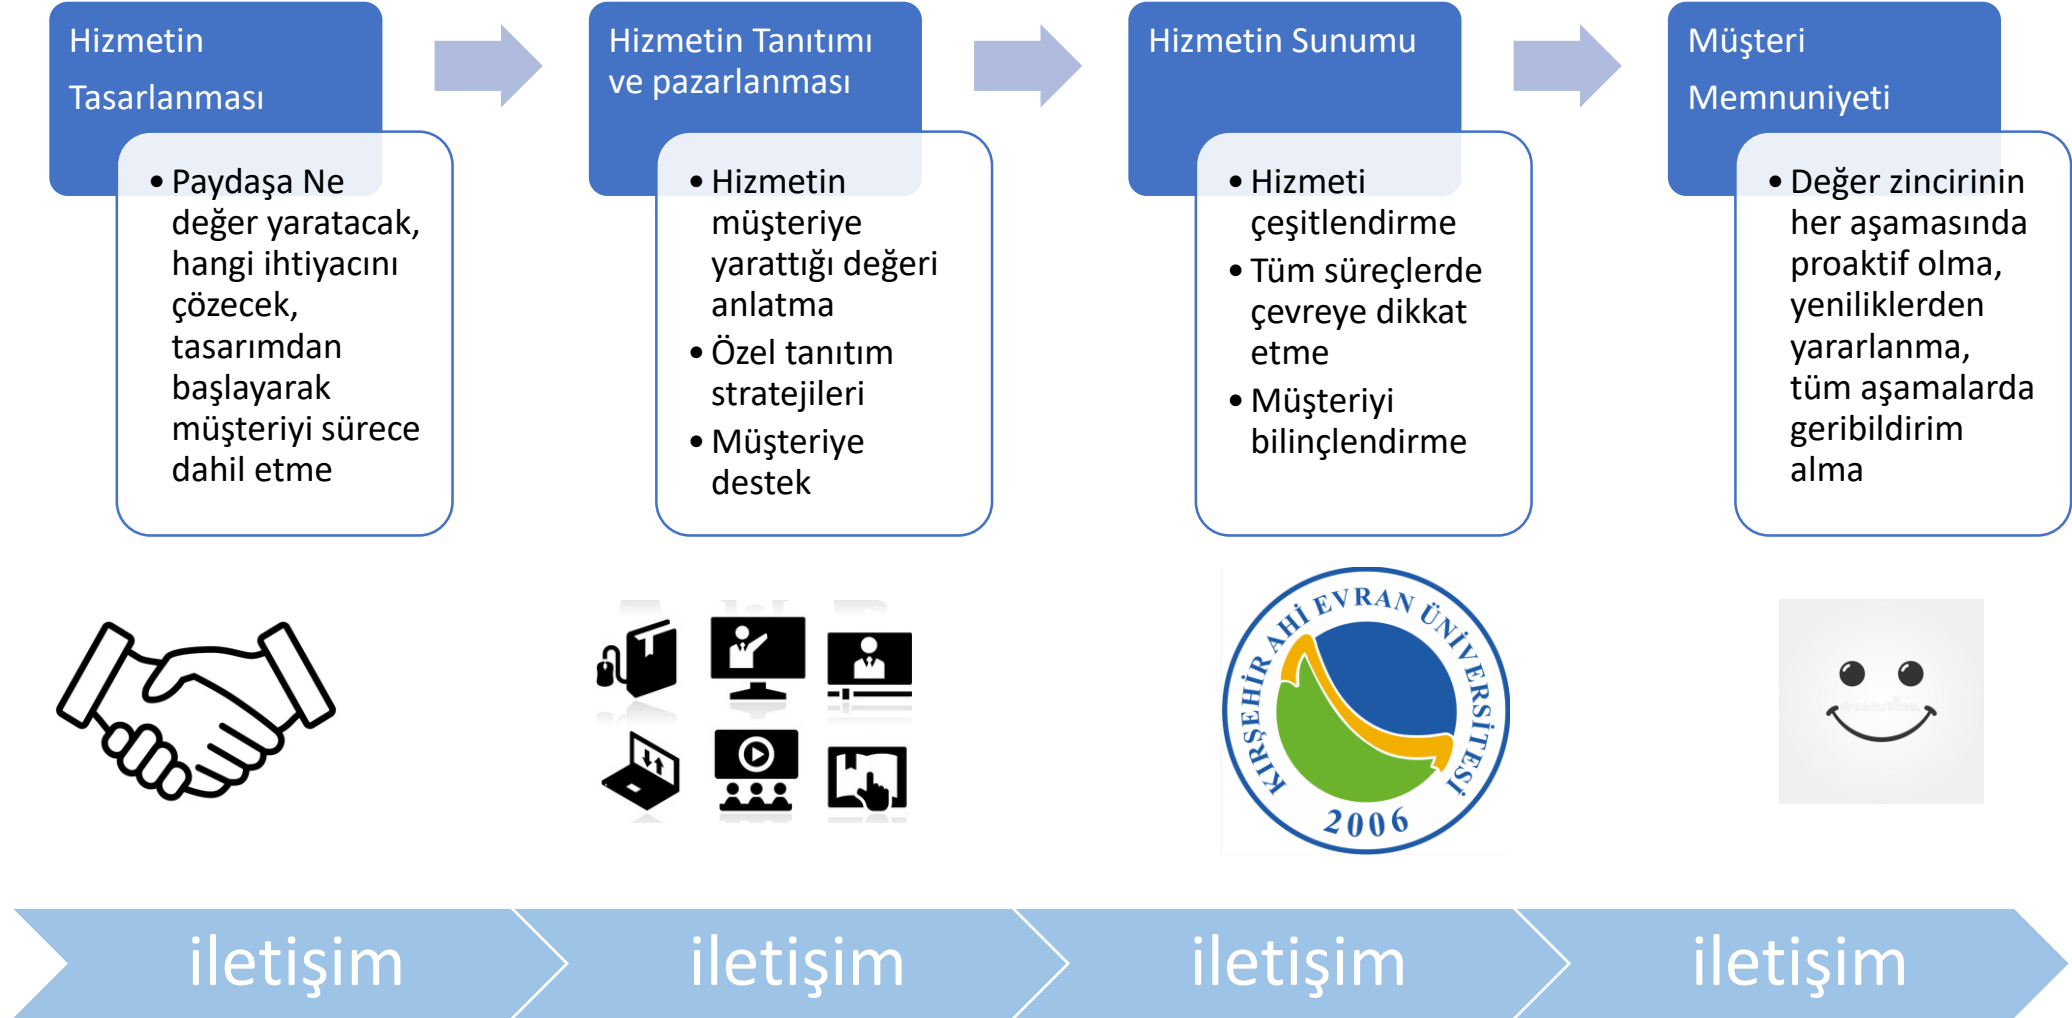 Hizmetin
Tasarlanması
• Paydaşa Ne
değer yaratacak,
hangi ihtiyacını
çözecek,
tasarımdan
başlayarak
müşteriyi sürece
dahil etme
Hizmetin Tanıtımı
ve pazarlanması
• Hizmetin
müşteriye
yarattığı değeri
anlatma
• Özel tanıtım
stratejileri
• Müşteriye
destek
Hizmetin Sunumu
• Hizmeti
çeşitlendirme
• Tüm süreçlerde
çevreye dikkat
etme
• Müşteriyi
bilinçlendirme
Müşteri
Memnuniyeti
• Değer zincirinin
her aşamasında
proaktif olma,
yeniliklerden
yararlanma,
tüm aşamalarda
geribildirim
alma
KIRŞEHİR AHİ EVRAN ÜNİVERSİTESİ
2006
dreamstime
iletişim
iletişim
iletişim
iletişim